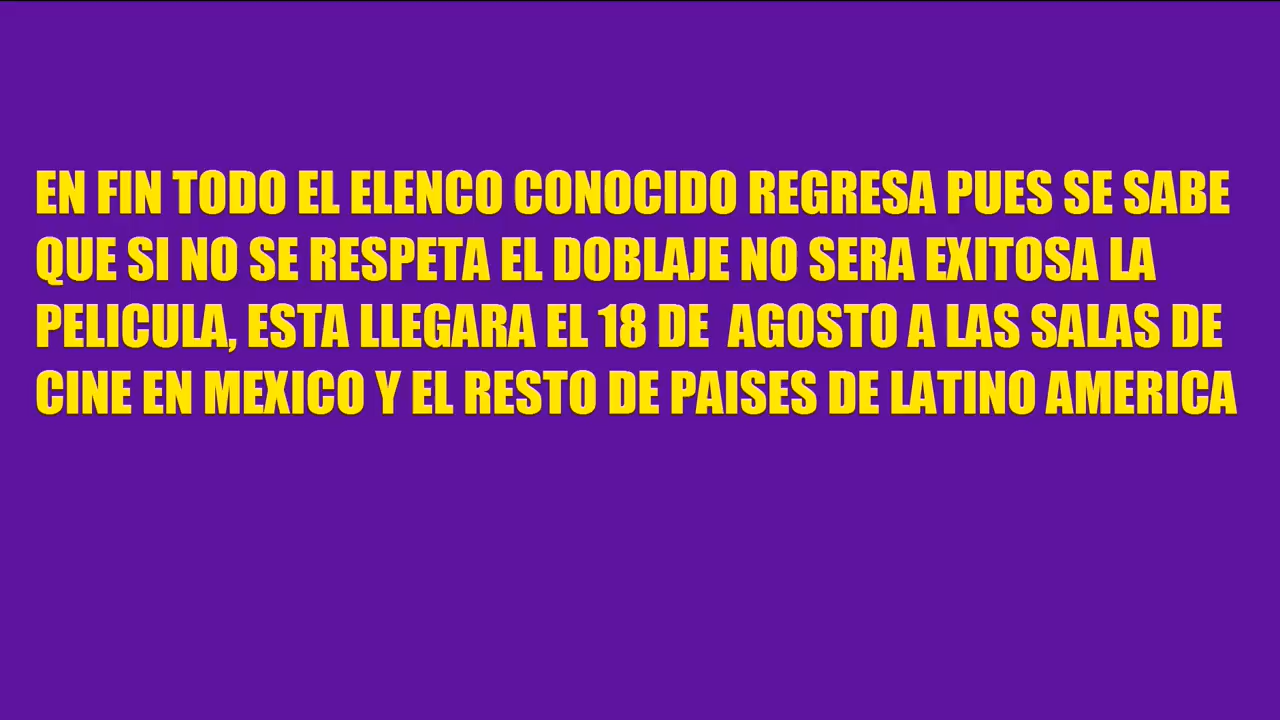 EN FIN TODO EL ELENCO CONOCIDO REGRESA PUES SE SABE
QUE SI NO SE RESPETA EL DOBLAJE NO SERA EXITOSA LA
PELICULA, ESTA LLEGARA EL 18 DE  AGOSTO A LAS SALAS DE
CINE EN MEXICO Y EL RESTO DE PAISES DE LATINO AMERICA